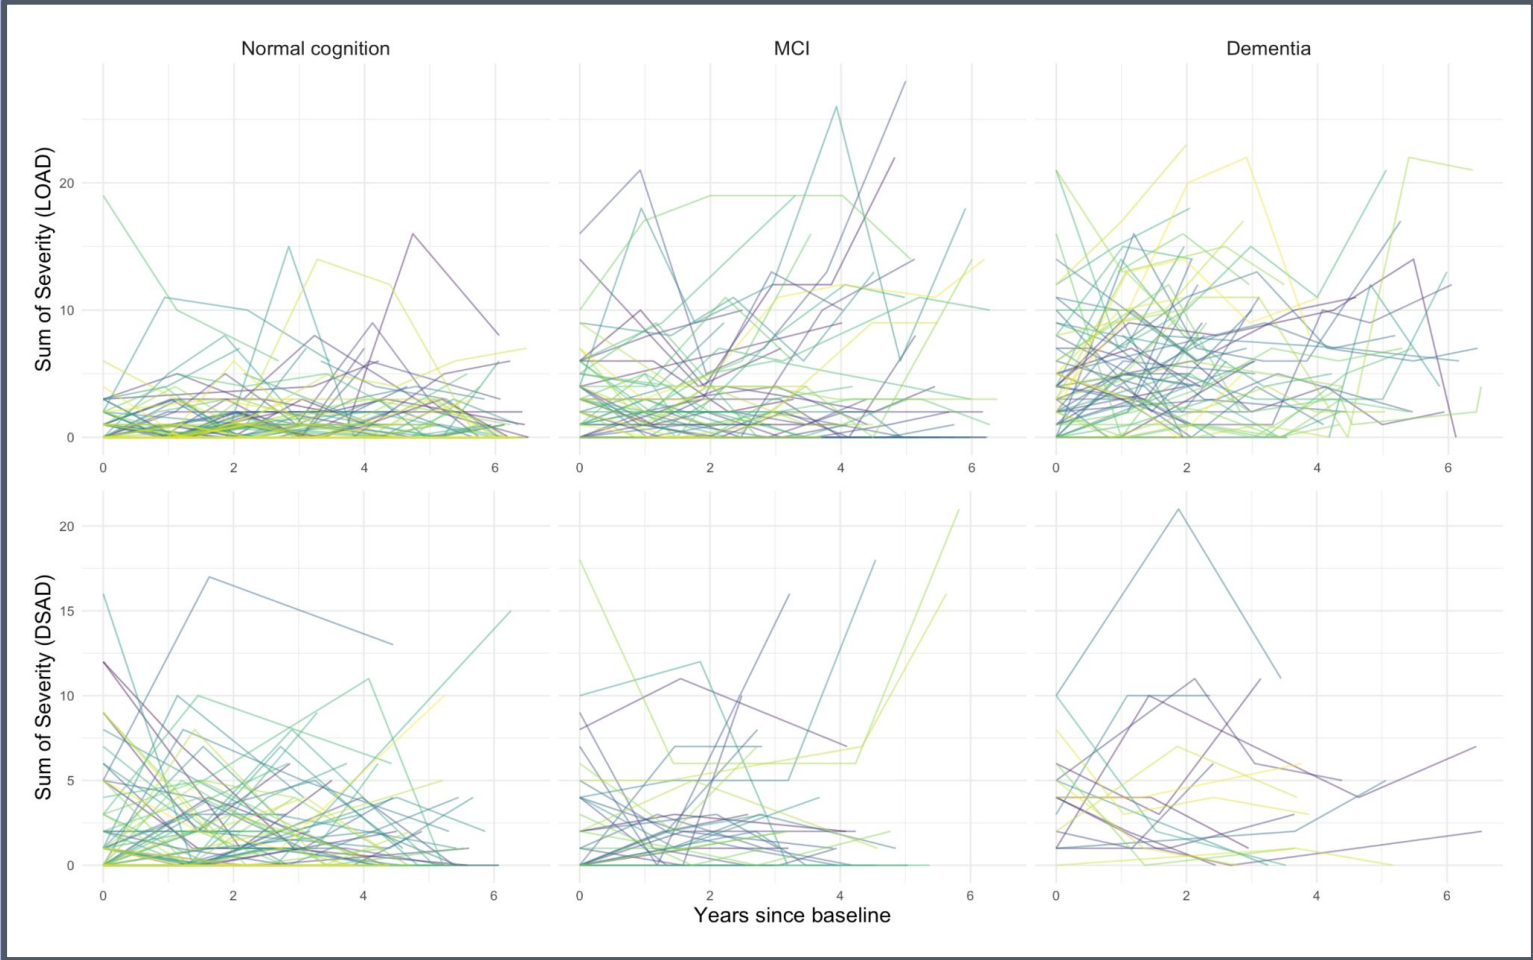 Normal cognition MCI Dementia
Sum of Severity (LOAD)
20
10
0
0 2 4 6 0 2 4 6 0 2 4 6
Sum of Severity (DSAD)
20
15
10
5
0
0 2 4 6 0 2 4 6 0 2 4 6
Years since baseline